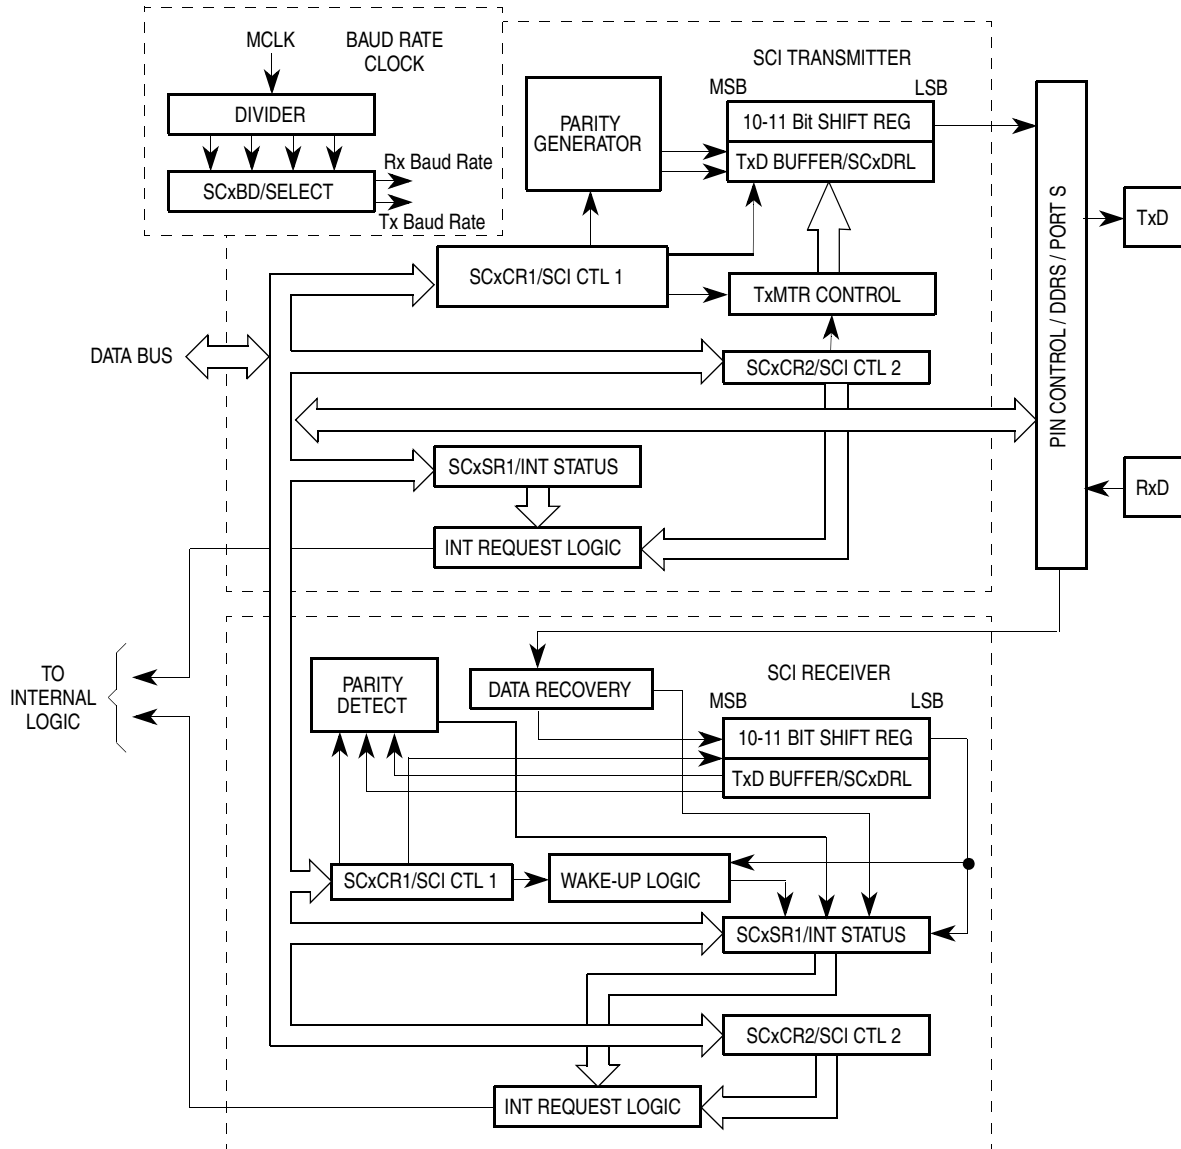 MCLK
BAUD RATE
CLOCK
DIVIDER
Rx Baud Rate
SCxBD/SELECT
Tx Baud Rate
SCI TRANSMITTER
MSB
LSB
PARITY
GENERATOR
10-11 Bit SHIFT REG
TxD BUFFER/SCxDRL
SCxCR1/SCI CTL 1
TxMTR CONTROL
DATA BUS
SCxCR2/SCI CTL 2
SCxSR1/INT STATUS
INT REQUEST LOGIC
PIN CONTROL / DDRS / PORT S
TxD
RxD
TO
INTERNAL
LOGIC
SCI RECEIVER
PARITY
DETECT
DATA RECOVERY
MSB
LSB
10-11 BIT SHIFT REG
TxD BUFFER/SCxDRL
SCxCR1/SCI CTL 1
WAKE-UP LOGIC
SCxSR1/INT STATUS
SCxCR2/SCI CTL 2
INT REQUEST LOGIC